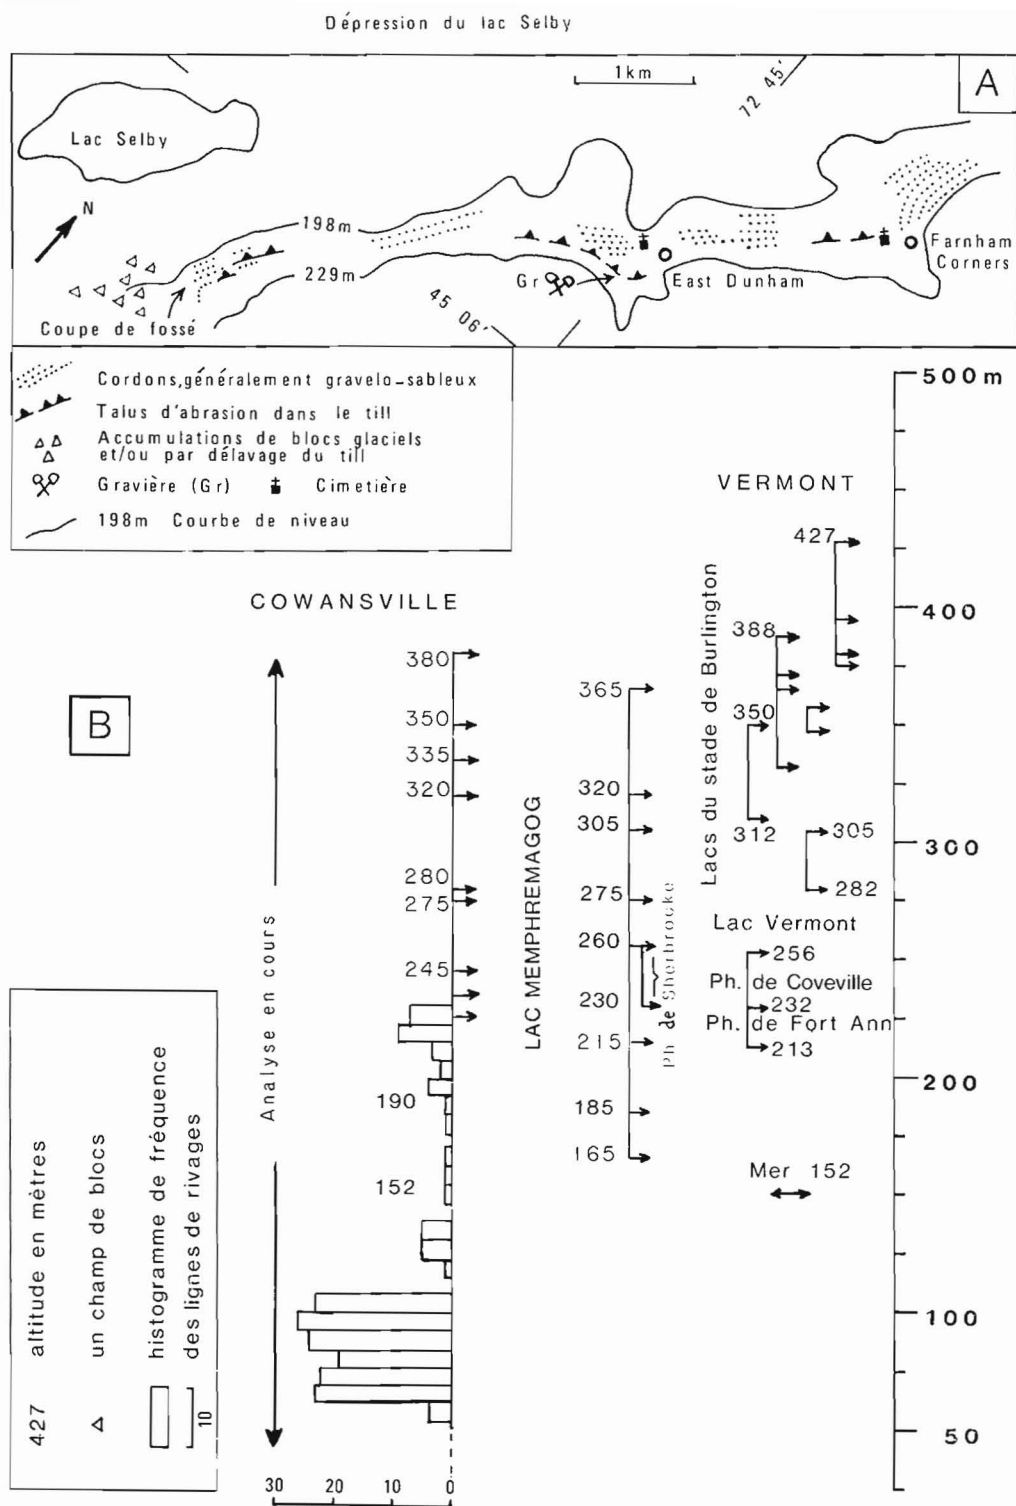 Dépression du lac Selby
A
1km
72 45'
Lac Selby
N
198m
229m
Coupe de fossé
Gr
45 06'
East Dunham
Farnham
Corners
Cordons, généralement gravelo-sableux
Talus d'abrasion dans le till
Accumulations de blocs glaciels
et/ou par délavage du till
Gravière (Gr)
Cimetière
198m Courbe de niveau
B
COWANSVILLE
380
350
335
320
280
275
245
190
152
Analyse en cours
30 20 10 0
LAC MEMPHREMAGOG
365
320
305
275
260
230
215
185
165
Ph. de Sherbrocke
VERMONT
Lacs du stade de Burlington
427
388
350
312
305
282
Lac Vermont
256
Ph. de Coveville
232
Ph. de Fort Ann
213
Mer 152
500m
400
300
200
100
50
427 altitude en mètres
un champ de blocs
histogramme de fréquence
des lignes de rivages
10